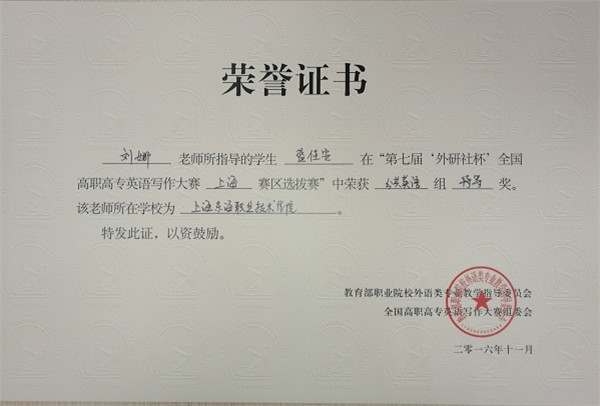 荣誉证书
刘娜 老师所指导的学生 任安 在“第七届‘外研社杯’全国
高职高专英语写作大赛 上海 赛区选拔赛”中荣获 公共英语 组 特等 奖。
该老师所在学校为 上海东海职业技术学院 。
特发此证，以资鼓励。
教育部职业院校外语类专业教学指导委员会
全国高职高专英语写作大赛组委会
二零一六年十一月